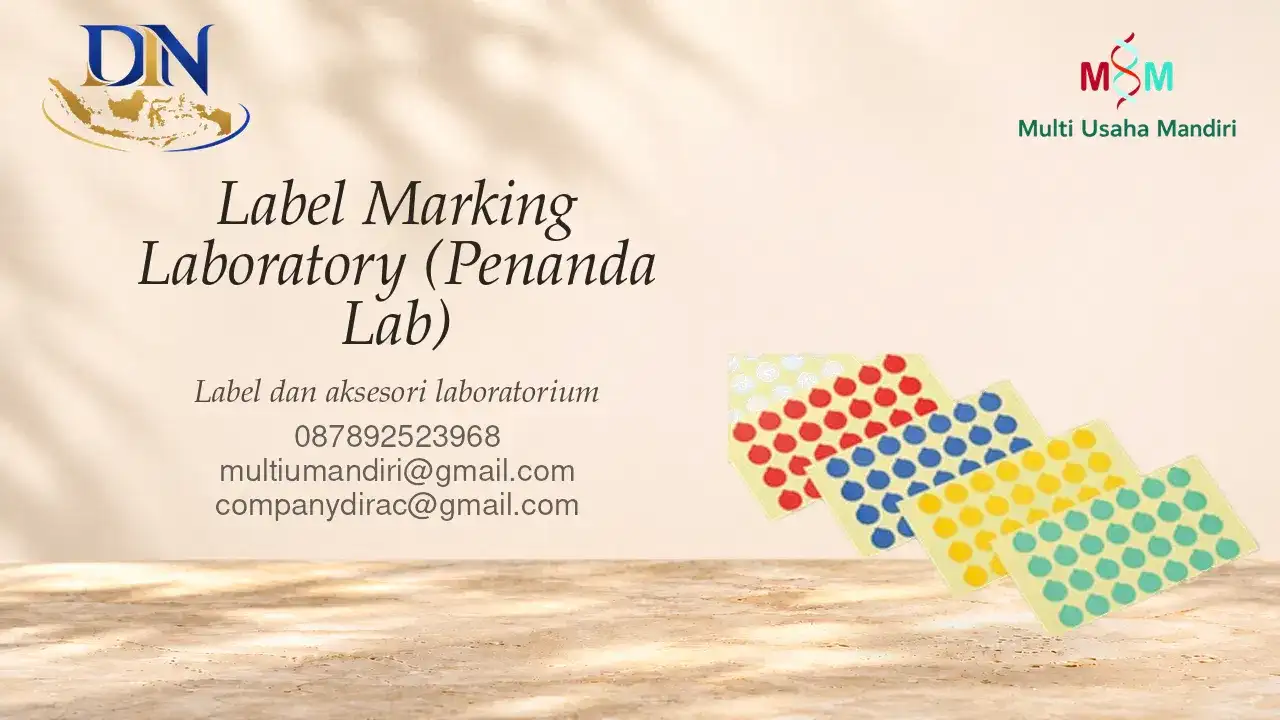 DIN
M M
Multi Usaha Mandiri
Label Marking
Laboratory (Penanda
Lab)
Label dan aksesori laboratorium
087892523968
multiumandiri@gmail.com
companydirac@gmail.com